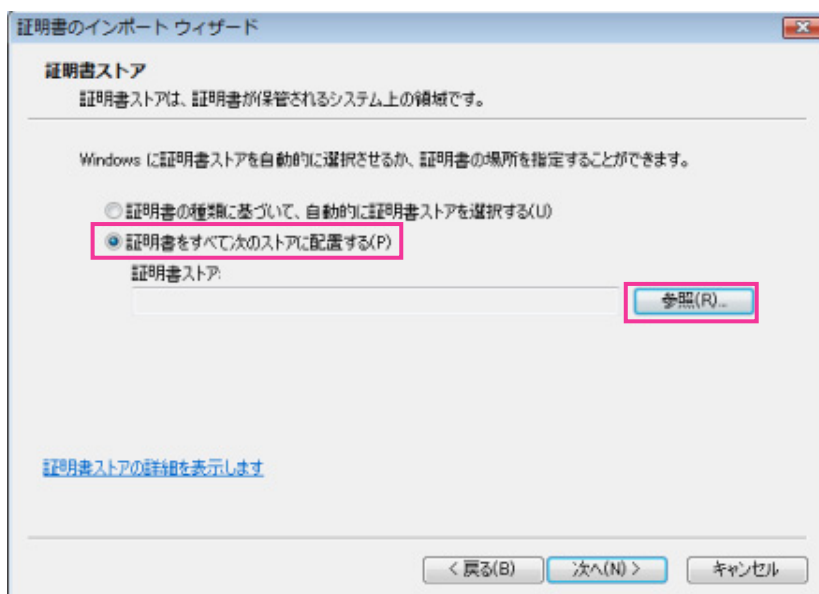 証明書のインポート ウィザード
証明書ストア
証明書ストアは、証明書が保管されるシステム上の領域です。
Windows に証明書ストアを自動的に選択させるか、証明書の場所を指定することができます。
証明書の種類に基づいて、自動的に証明書ストアを選択する(U)
証明書をすべて次のストアに配置する(P)
証明書ストア:
参照(R)...
証明書ストアの詳細を表示します
< 戻る(B)
次へ(N) >
キャンセル